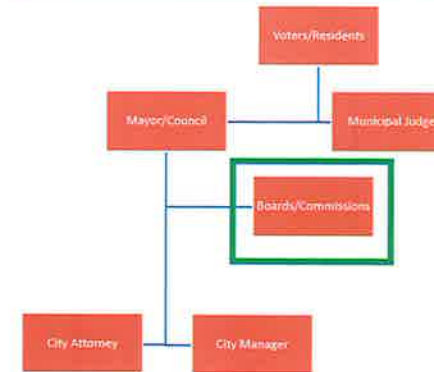 Voters/Residents
Mayor/Council
Municipal Judge
Boards/Commissions
City Attorney
City Manager